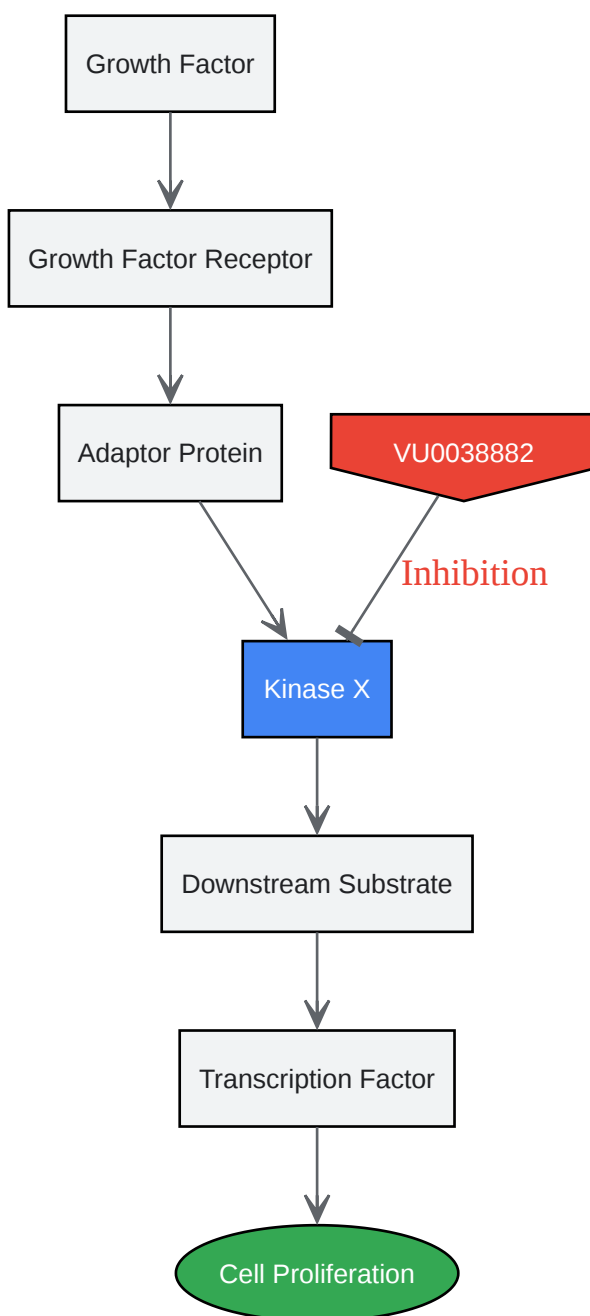 Growth Factor
Growth Factor Receptor
Adaptor Protein
VU0038882
Inhibition
Kinase X
Downstream Substrate
Transcription Factor
Cell Proliferation